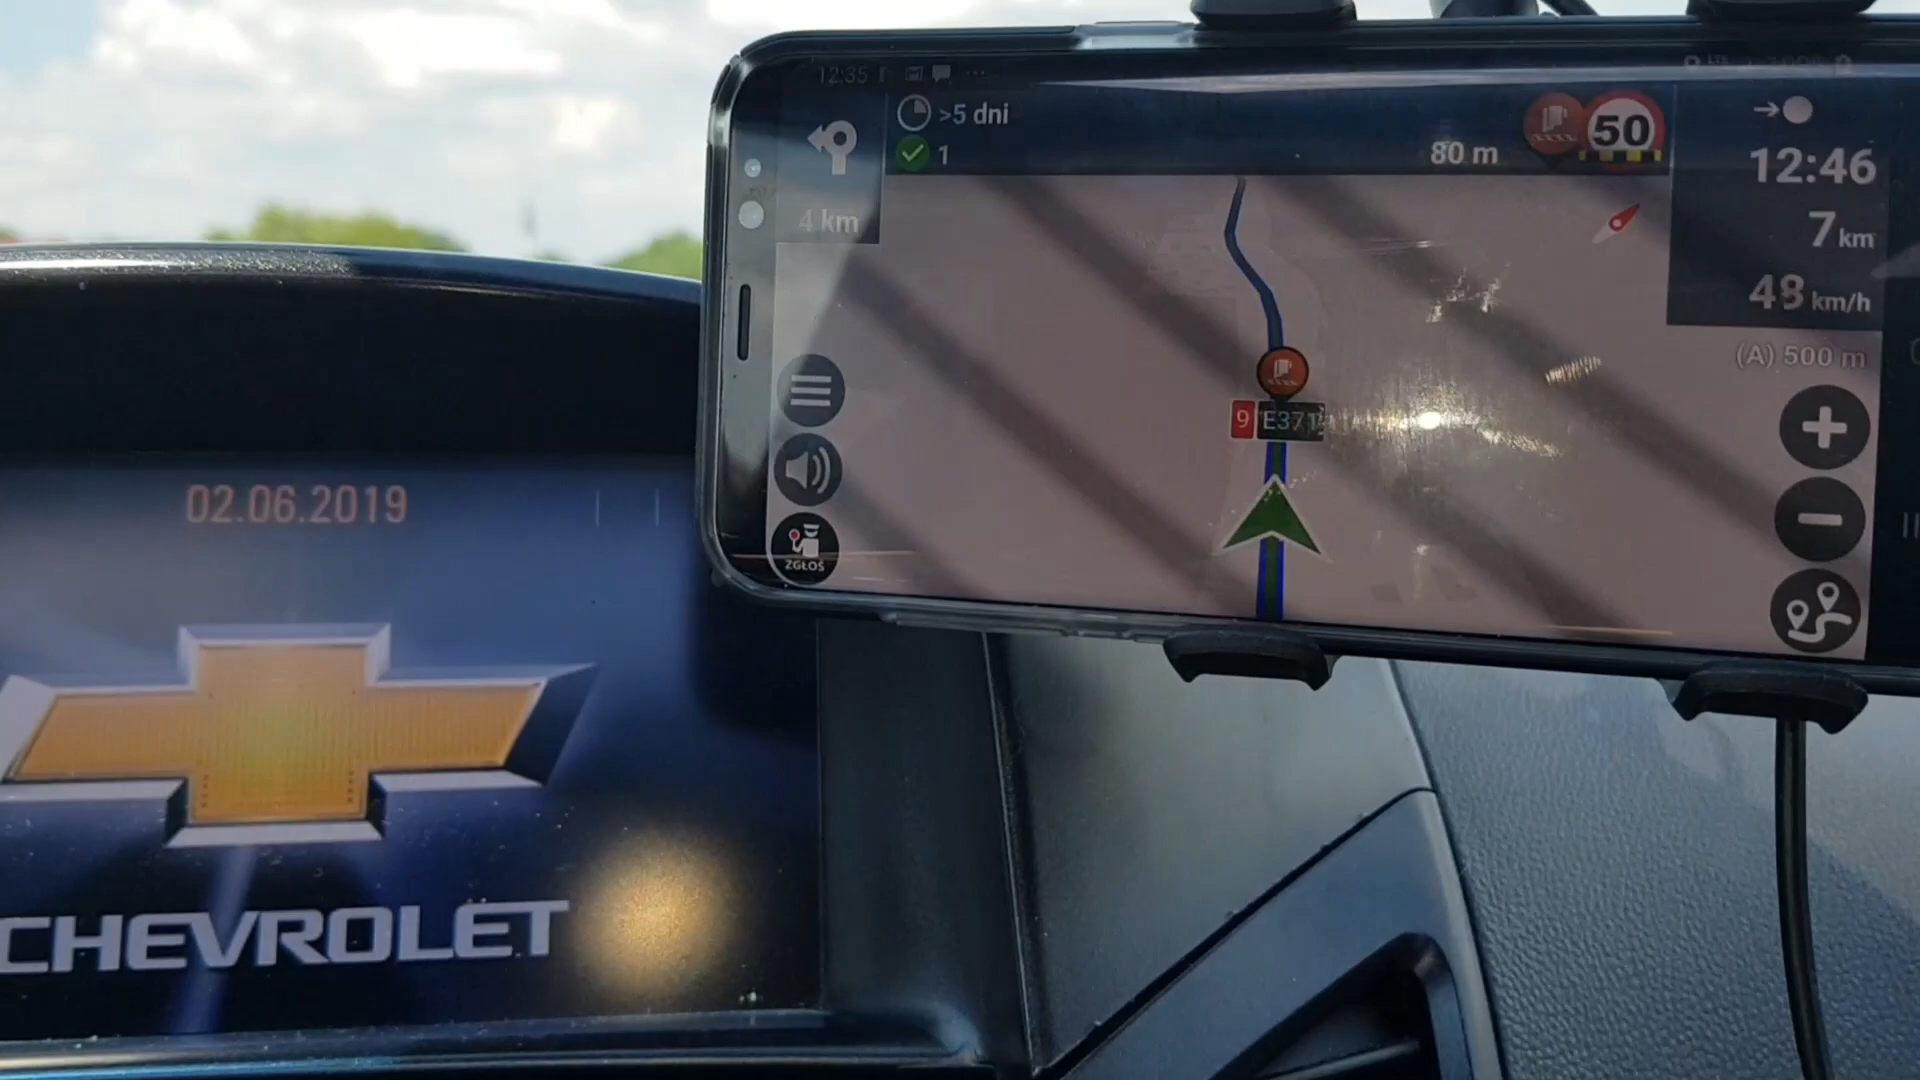 12:35
>5 dni
1
4 km
80 m
50
12:46
7 km
48 km/h
(A) 500 m
9 E371
ZGŁOŚ
02.06.2019
CHEVROLET